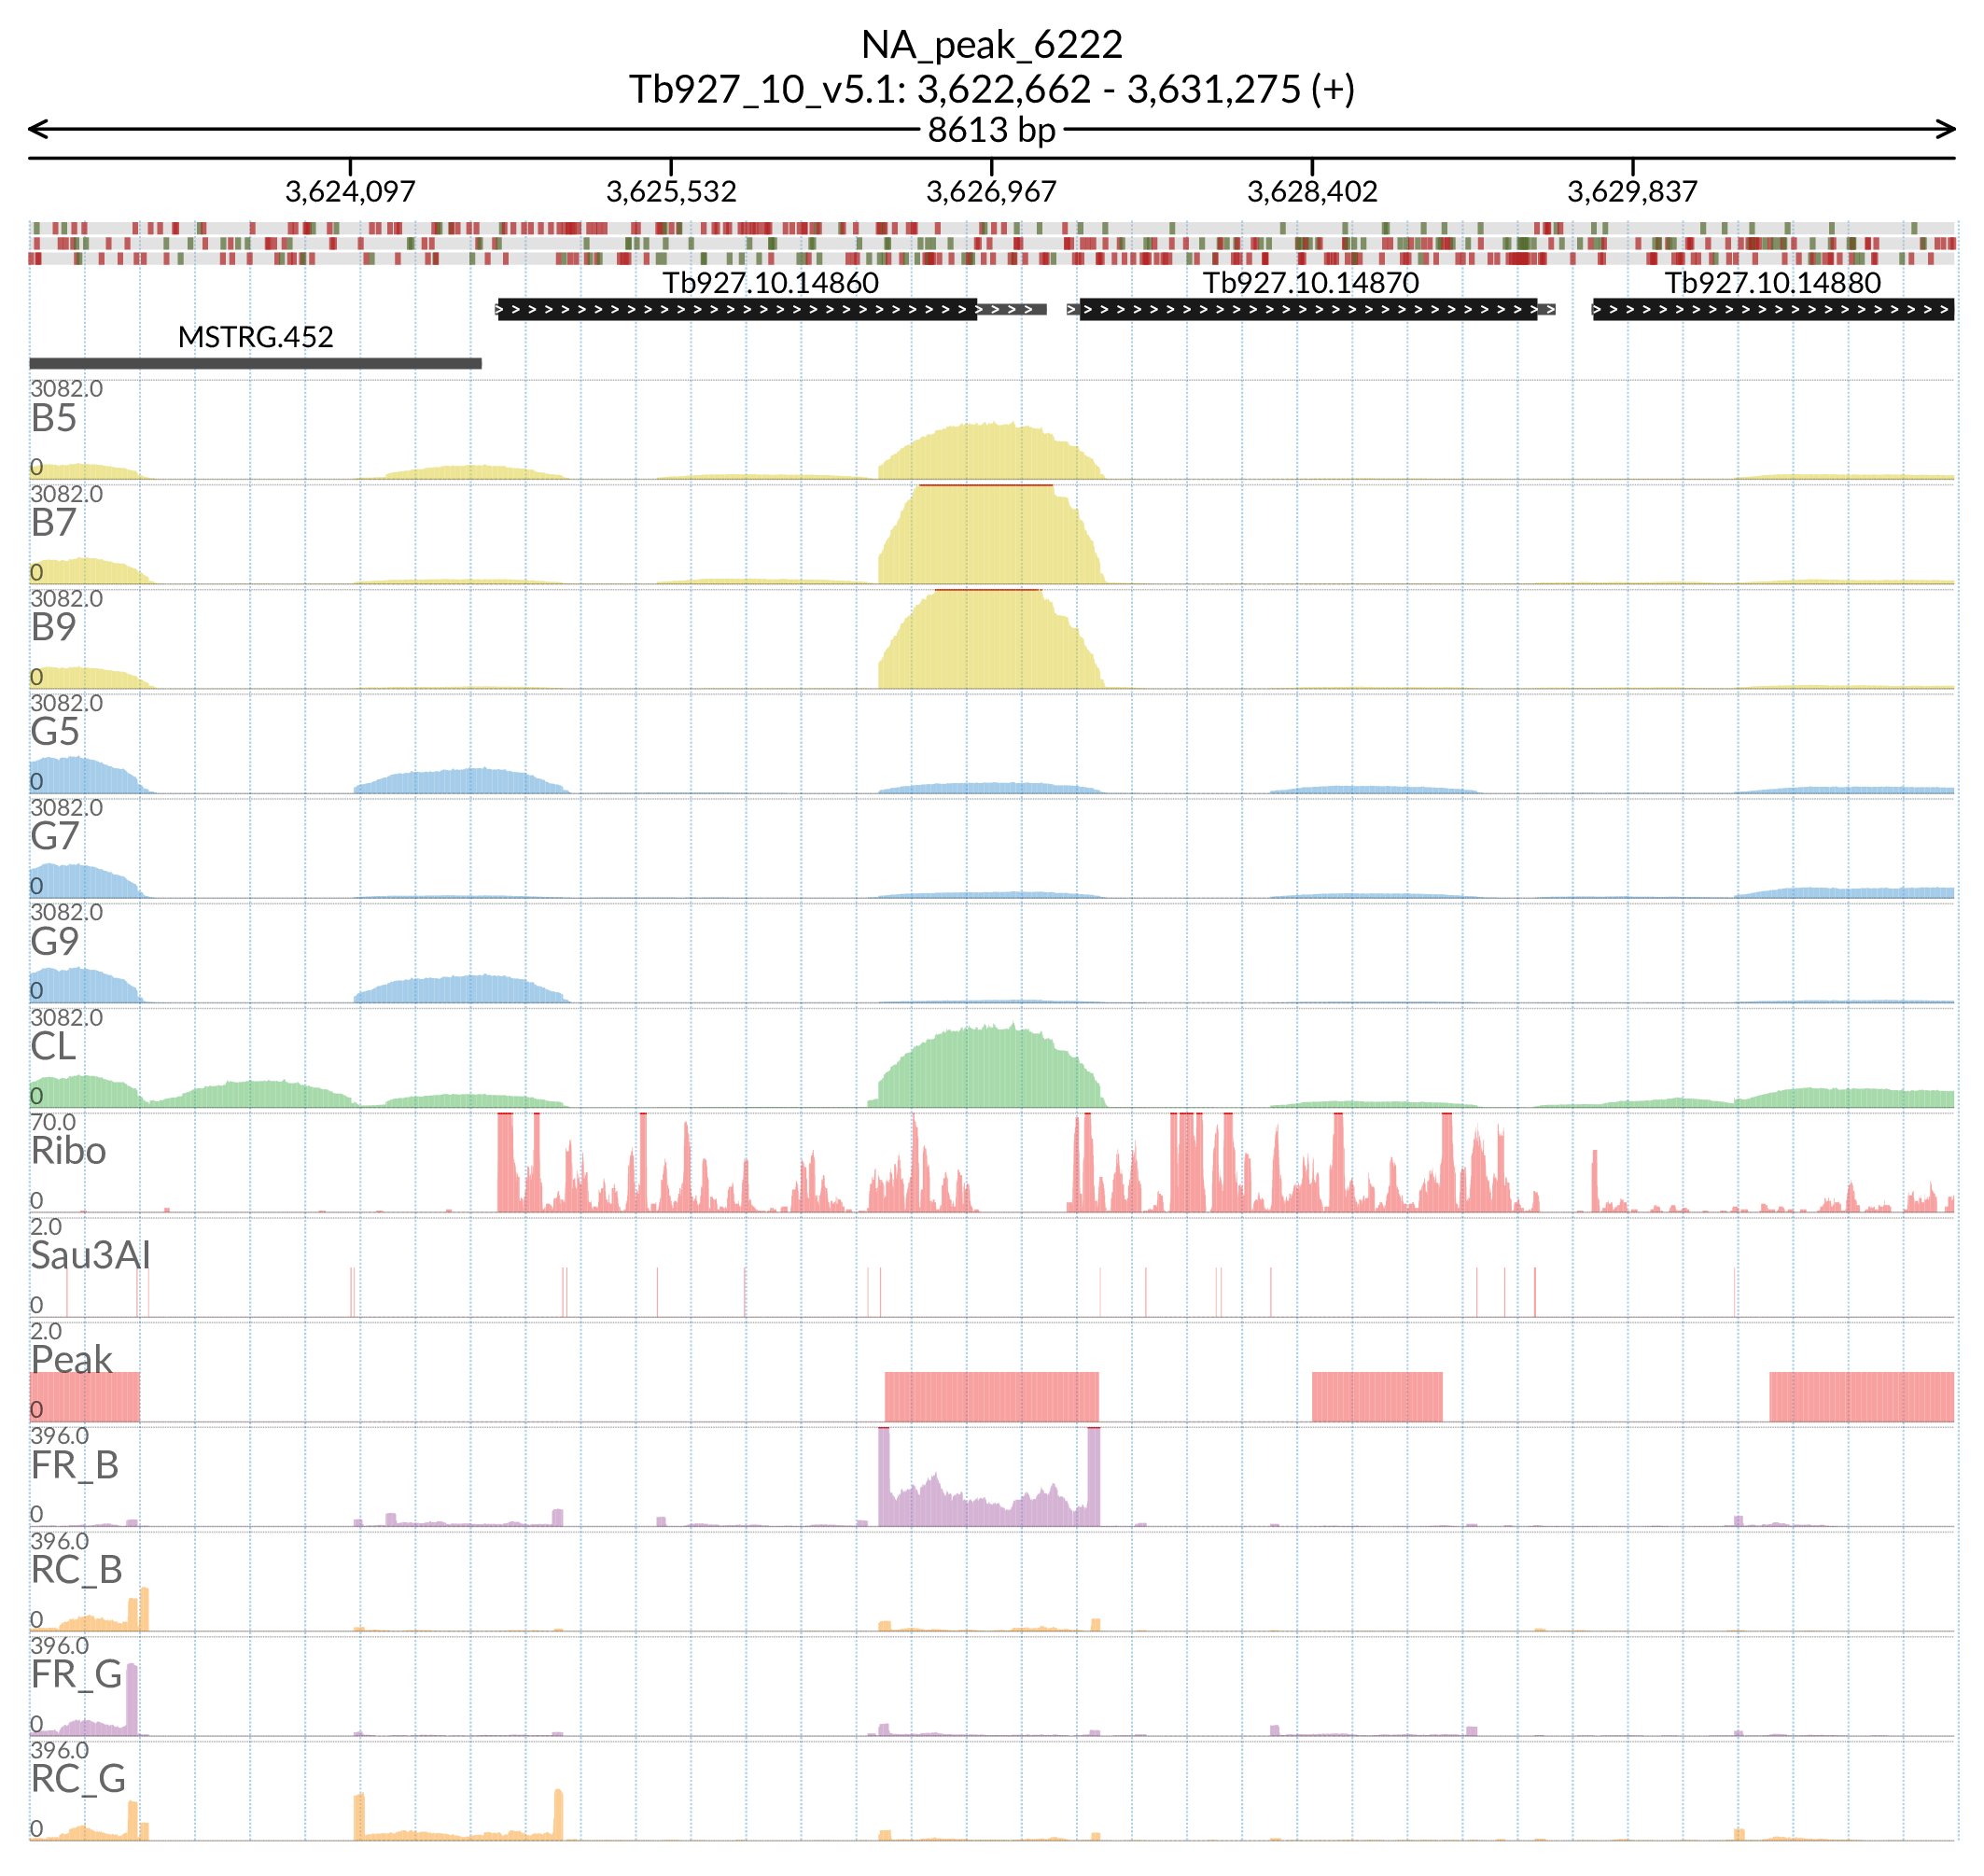 NA_peak_6222
Tb927_10_v5.1: 3,622,662 - 3,631,275 (+)
8613 bp
3,624,097 3,625,532 3,626,967 3,628,402 3,629,837
Tb927.10.14860 Tb927.10.14870 Tb927.10.14880
MSTRG.452
3082.0
B5
0
3082.0
B7
0
3082.0
B9
0
3082.0
G5
0
3082.0
G7
0
3082.0
G9
0
3082.0
CL
0
70.0
Ribo
0
2.0
Sau3AI
0
2.0
Peak
0
396.0
FR_B
0
396.0
RC_B
0
396.0
FR_G
0
396.0
RC_G
0